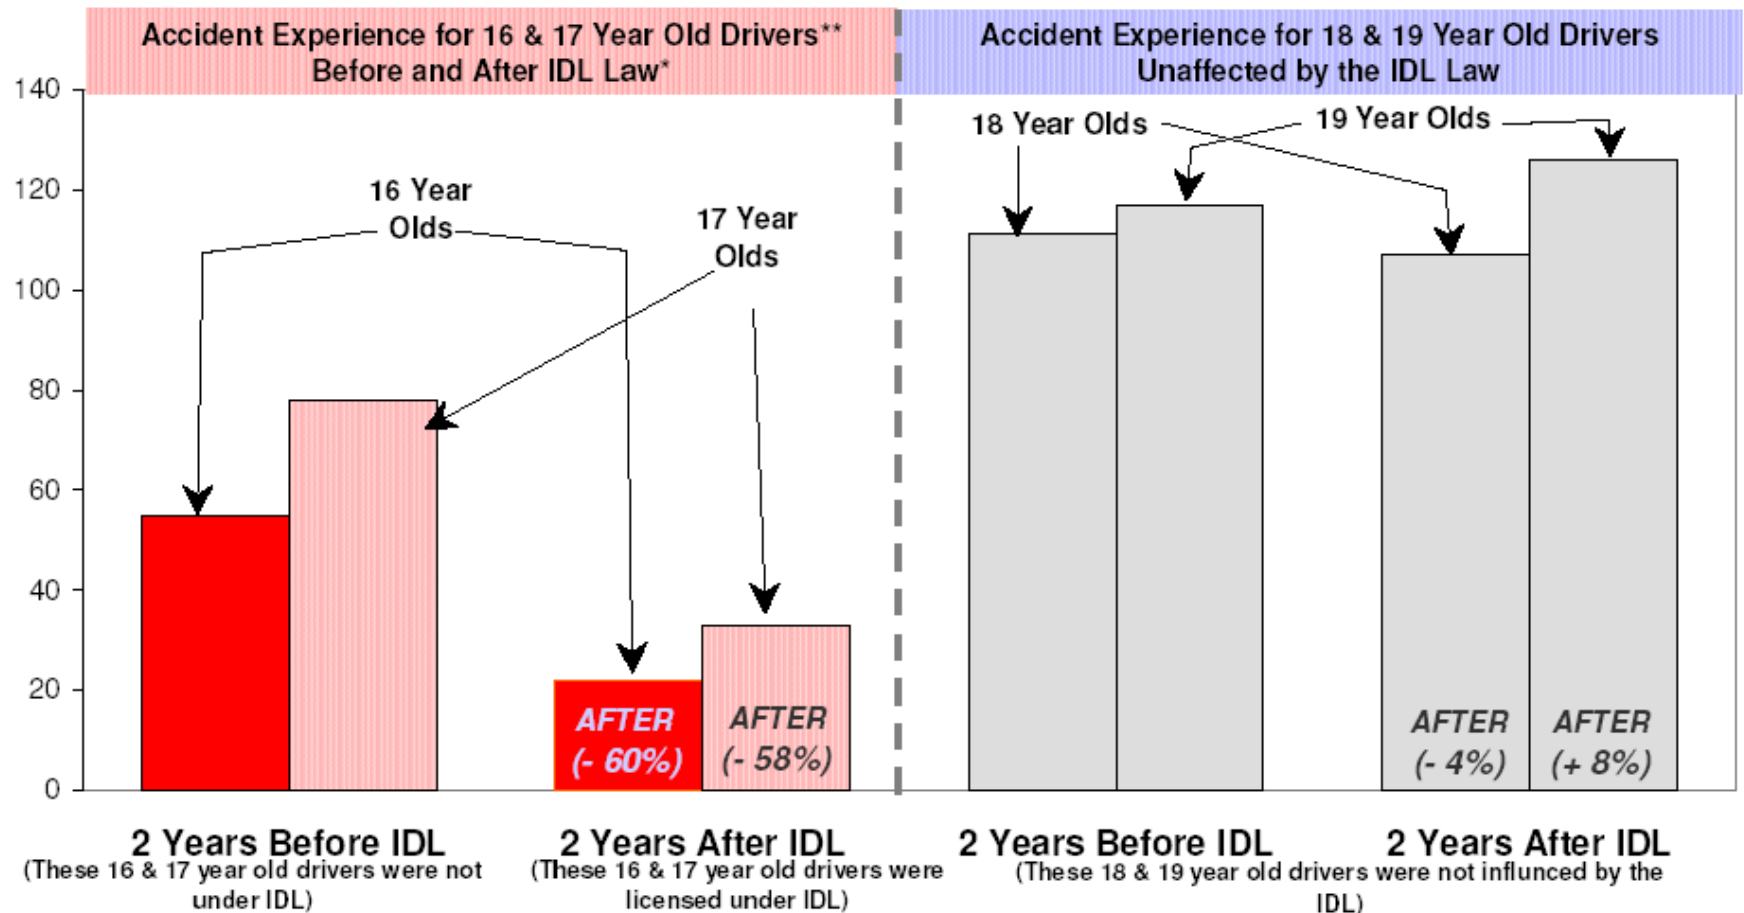 Accident Experience for 16 & 17 Year Old Drivers**
Before and After IDL Law*
Accident Experience for 18 & 19 Year Old Drivers
Unaffected by the IDL Law
140
120
100
80
60
40
20
0
16 Year
Olds
17 Year
Olds
18 Year Olds
19 Year Olds
AFTER
(- 60%)
AFTER
(- 58%)
AFTER
(- 4%)
AFTER
(+ 8%)
2 Years Before IDL
(These 16 & 17 year old drivers were not
under IDL)
2 Years After IDL
(These 16 & 17 year old drivers were
licensed under IDL)
2 Years Before IDL
2 Years After IDL
(These 18 & 19 year old drivers were not influnced by the
IDL)